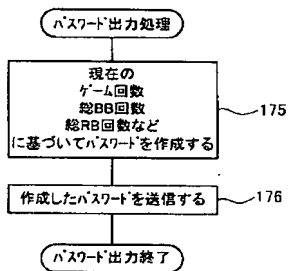 パスワード出力処理
現在の
ゲーム回数
総BB回数
総RB回数など
に基づいてパスワードを作成する
175
作成したパスワードを送信する
176
パスワード出力終了